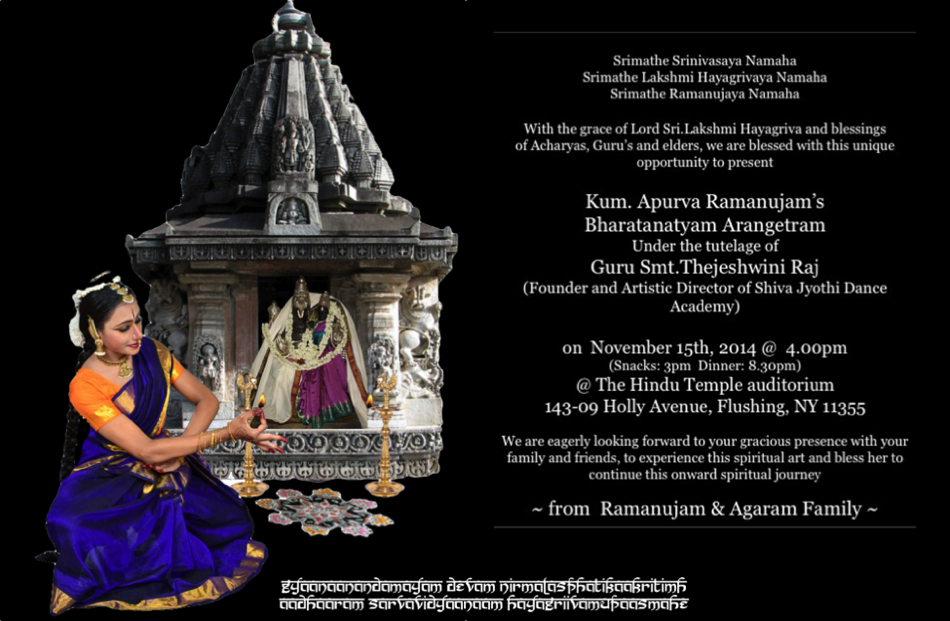 Srimathe Srinivasaya Namaha
Srimathe Lakshmi Hayagrivaya Namaha
Srimathe Ramanujaya Namaha
With the grace of Lord Sri.Lakshmi Hayagriva and blessings
of Acharyas, Guru's and elders, we are blessed with this unique
opportunity to present
Kum. Apurva Ramanujam's
Bharatanatyam Arangetram
Under the tutelage of
Guru Smt.Thejeshwini Raj
(Founder and Artistic Director of Shiva Jyothi Dance
Academy)
on November 15th, 2014 @ 4.00pm
(Snacks: 3pm Dinner: 8.30pm)
@ The Hindu Temple auditorium
143-09 Holly Avenue, Flushing, NY 11355
We are eagerly looking forward to your gracious presence with your
family and friends, to experience this spiritual art and bless her to
continue this onward spiritual journey
~ from Ramanujam & Agaram Family ~
gyaanaanandamayam devam nirmalasphatikaakritimh
aadhaaram sarvavidyaanaam hayagriivamupaasmahe